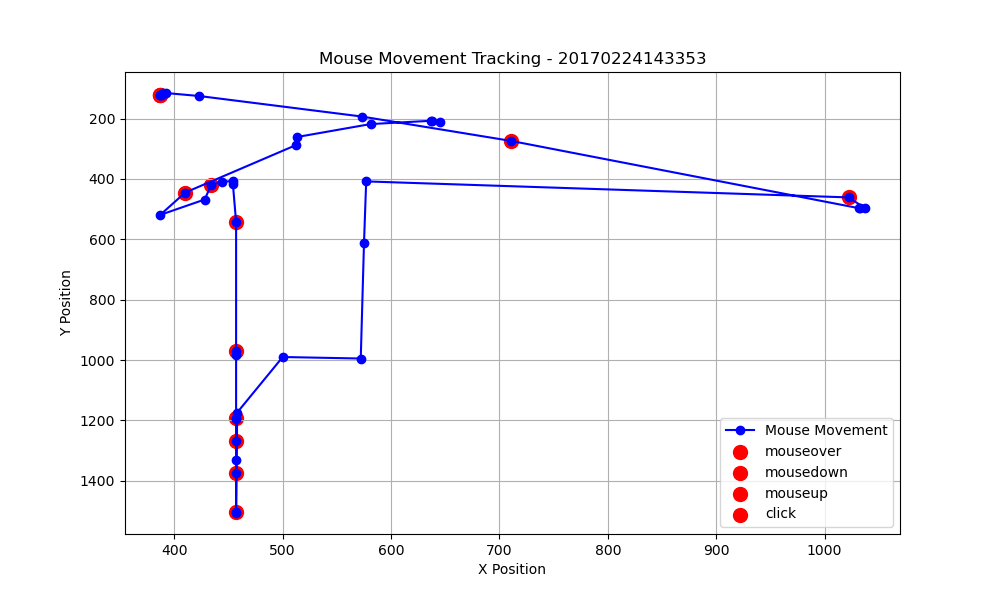 Mouse Movement Tracking - 20170224143353
200
400
600
800
1000
1200
1400
Y Position
400
500
600
700
800
900
1000
X Position
Mouse Movement
mouseover
mousedown
mouseup
click